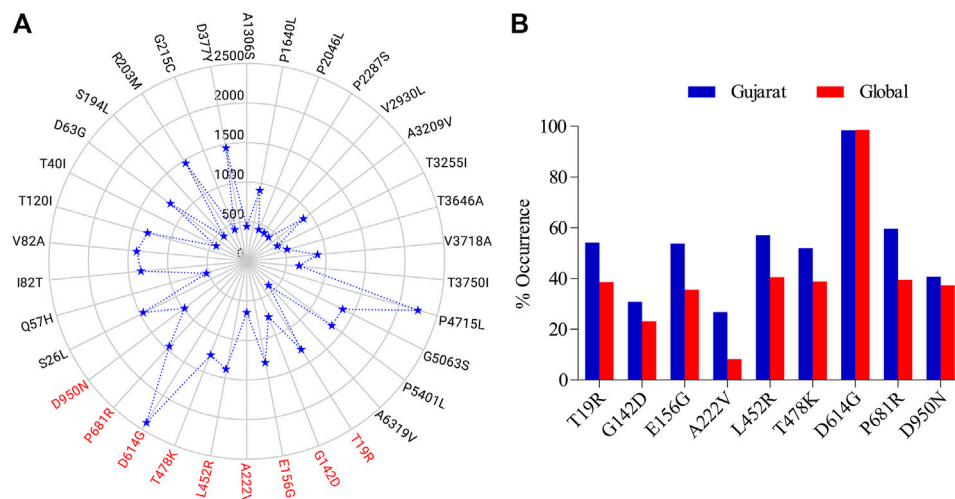 A
B
A1306S
P1640L
P2046L
P2287S
V2930L
A3209V
T3255I
T3646A
V3718A
T3750I
P4715L
G5063S
P5401L
A6319V
T19R
G142D
E156G
A222V
L452R
T478K
D614G
P681R
D950N
S26L
Q57H
I82T
V82A
T120I
T40I
D63G
S194L
R203M
G215C
D377Y
2500
2000
1500
1000
500
0
Gujarat Global
% Occurrence
100
80
60
40
20
0
T19R
G142D
E156G
A222V
L452R
T478K
D614G
P681R
D950N